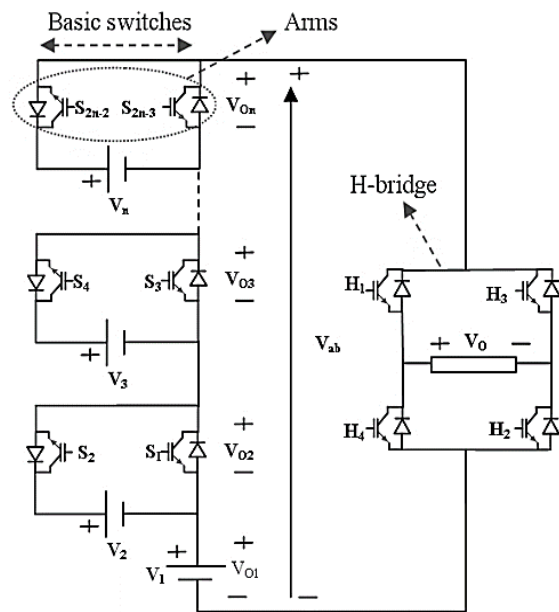 Basic switches
Arms
S2n-2
S2n-3
+
VOn
−
+
Vn
+
H-bridge
S4
S3
+
VO3
−
+
V3
H1
H3
Vab
+ VO −
S2
S1
+
VO2
−
+
V2
H4
H2
+
V1
+
VO1
−
−